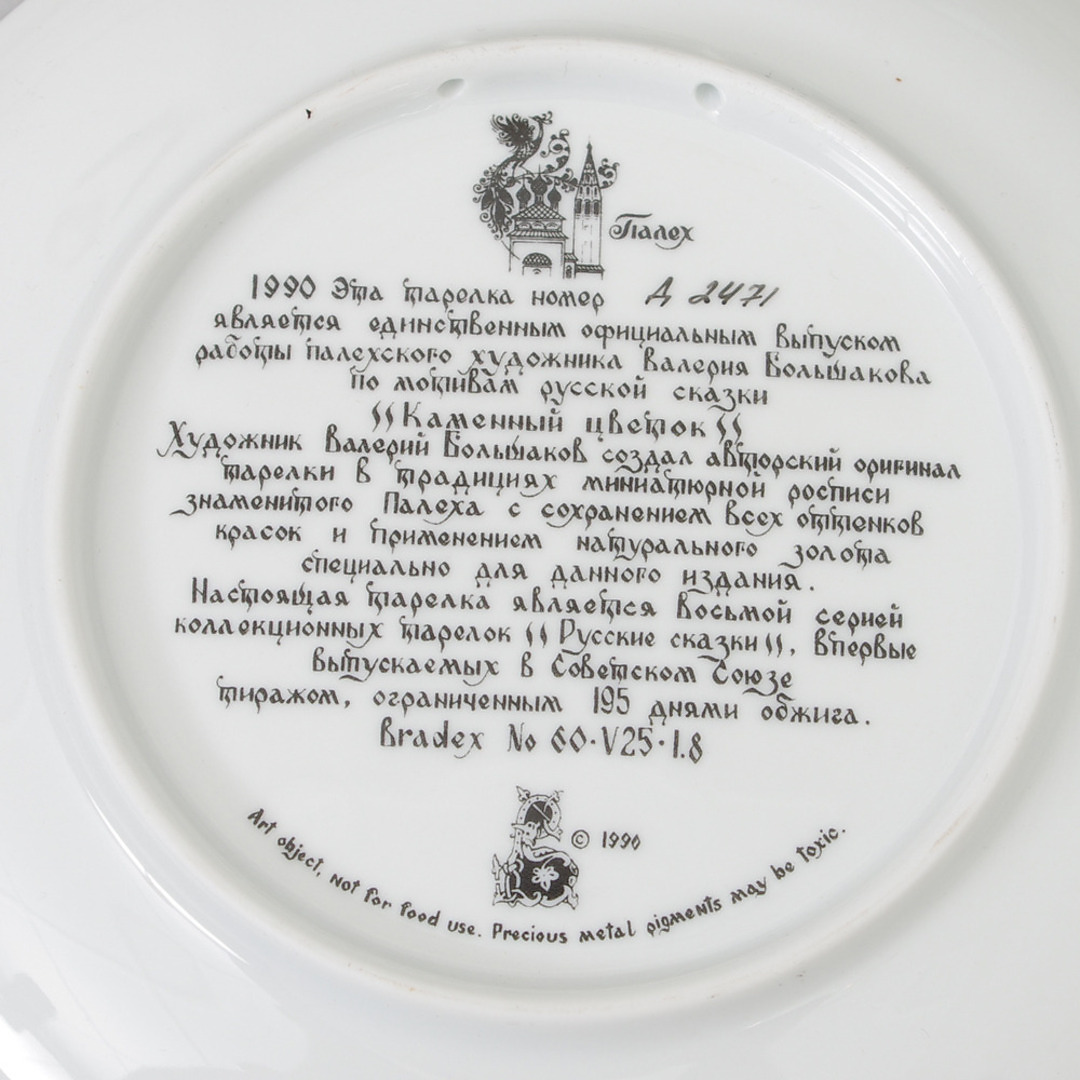 Палех
1990 Эта тарелка номер Д 2471
является единственным официальным выпуском
работы палехского художника Валерия Большакова
по мотивам русской сказки
"Каменный цветок"
Художник Валерий Большаков создал авторский оригинал
тарелки в традициях миниатюрной росписи
знаменитого Палеха с сохранением всех оттенков
красок и применением натурального золота
специально для данного издания.
Настоящая тарелка является восьмой серией
коллекционных тарелок "Русские сказки", впервые
выпускаемых в Советском Союзе
тиражом, ограниченным 195 днями обжига.
Bradex No 60·V25·1.8
© 1990
Art object, not for food use. Precious metal pigments may be toxic.